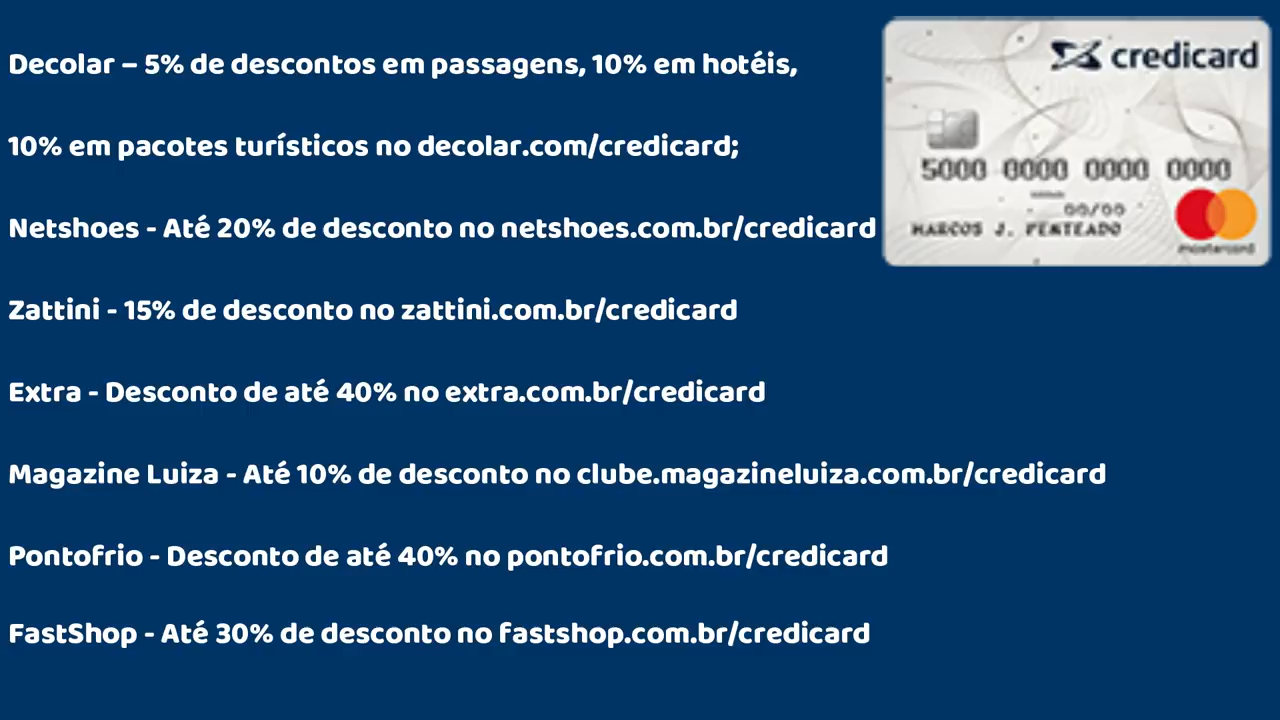 Decolar – 5% de descontos em passagens, 10% em hotéis,
10% em pacotes turísticos no decolar.com/credicard;
Netshoes - Até 20% de desconto no netshoes.com.br/credicard
Zattini - 15% de desconto no zattini.com.br/credicard
Extra - Desconto de até 40% no extra.com.br/credicard
Magazine Luiza - Até 10% de desconto no clube.magazineluiza.com.br/credicard
Pontofrio - Desconto de até 40% no pontofrio.com.br/credicard
FastShop - Até 30% de desconto no fastshop.com.br/credicard
credicard
5000 0000 0000 0000
00/00
MARCOS J. PENTEADO
mastercard